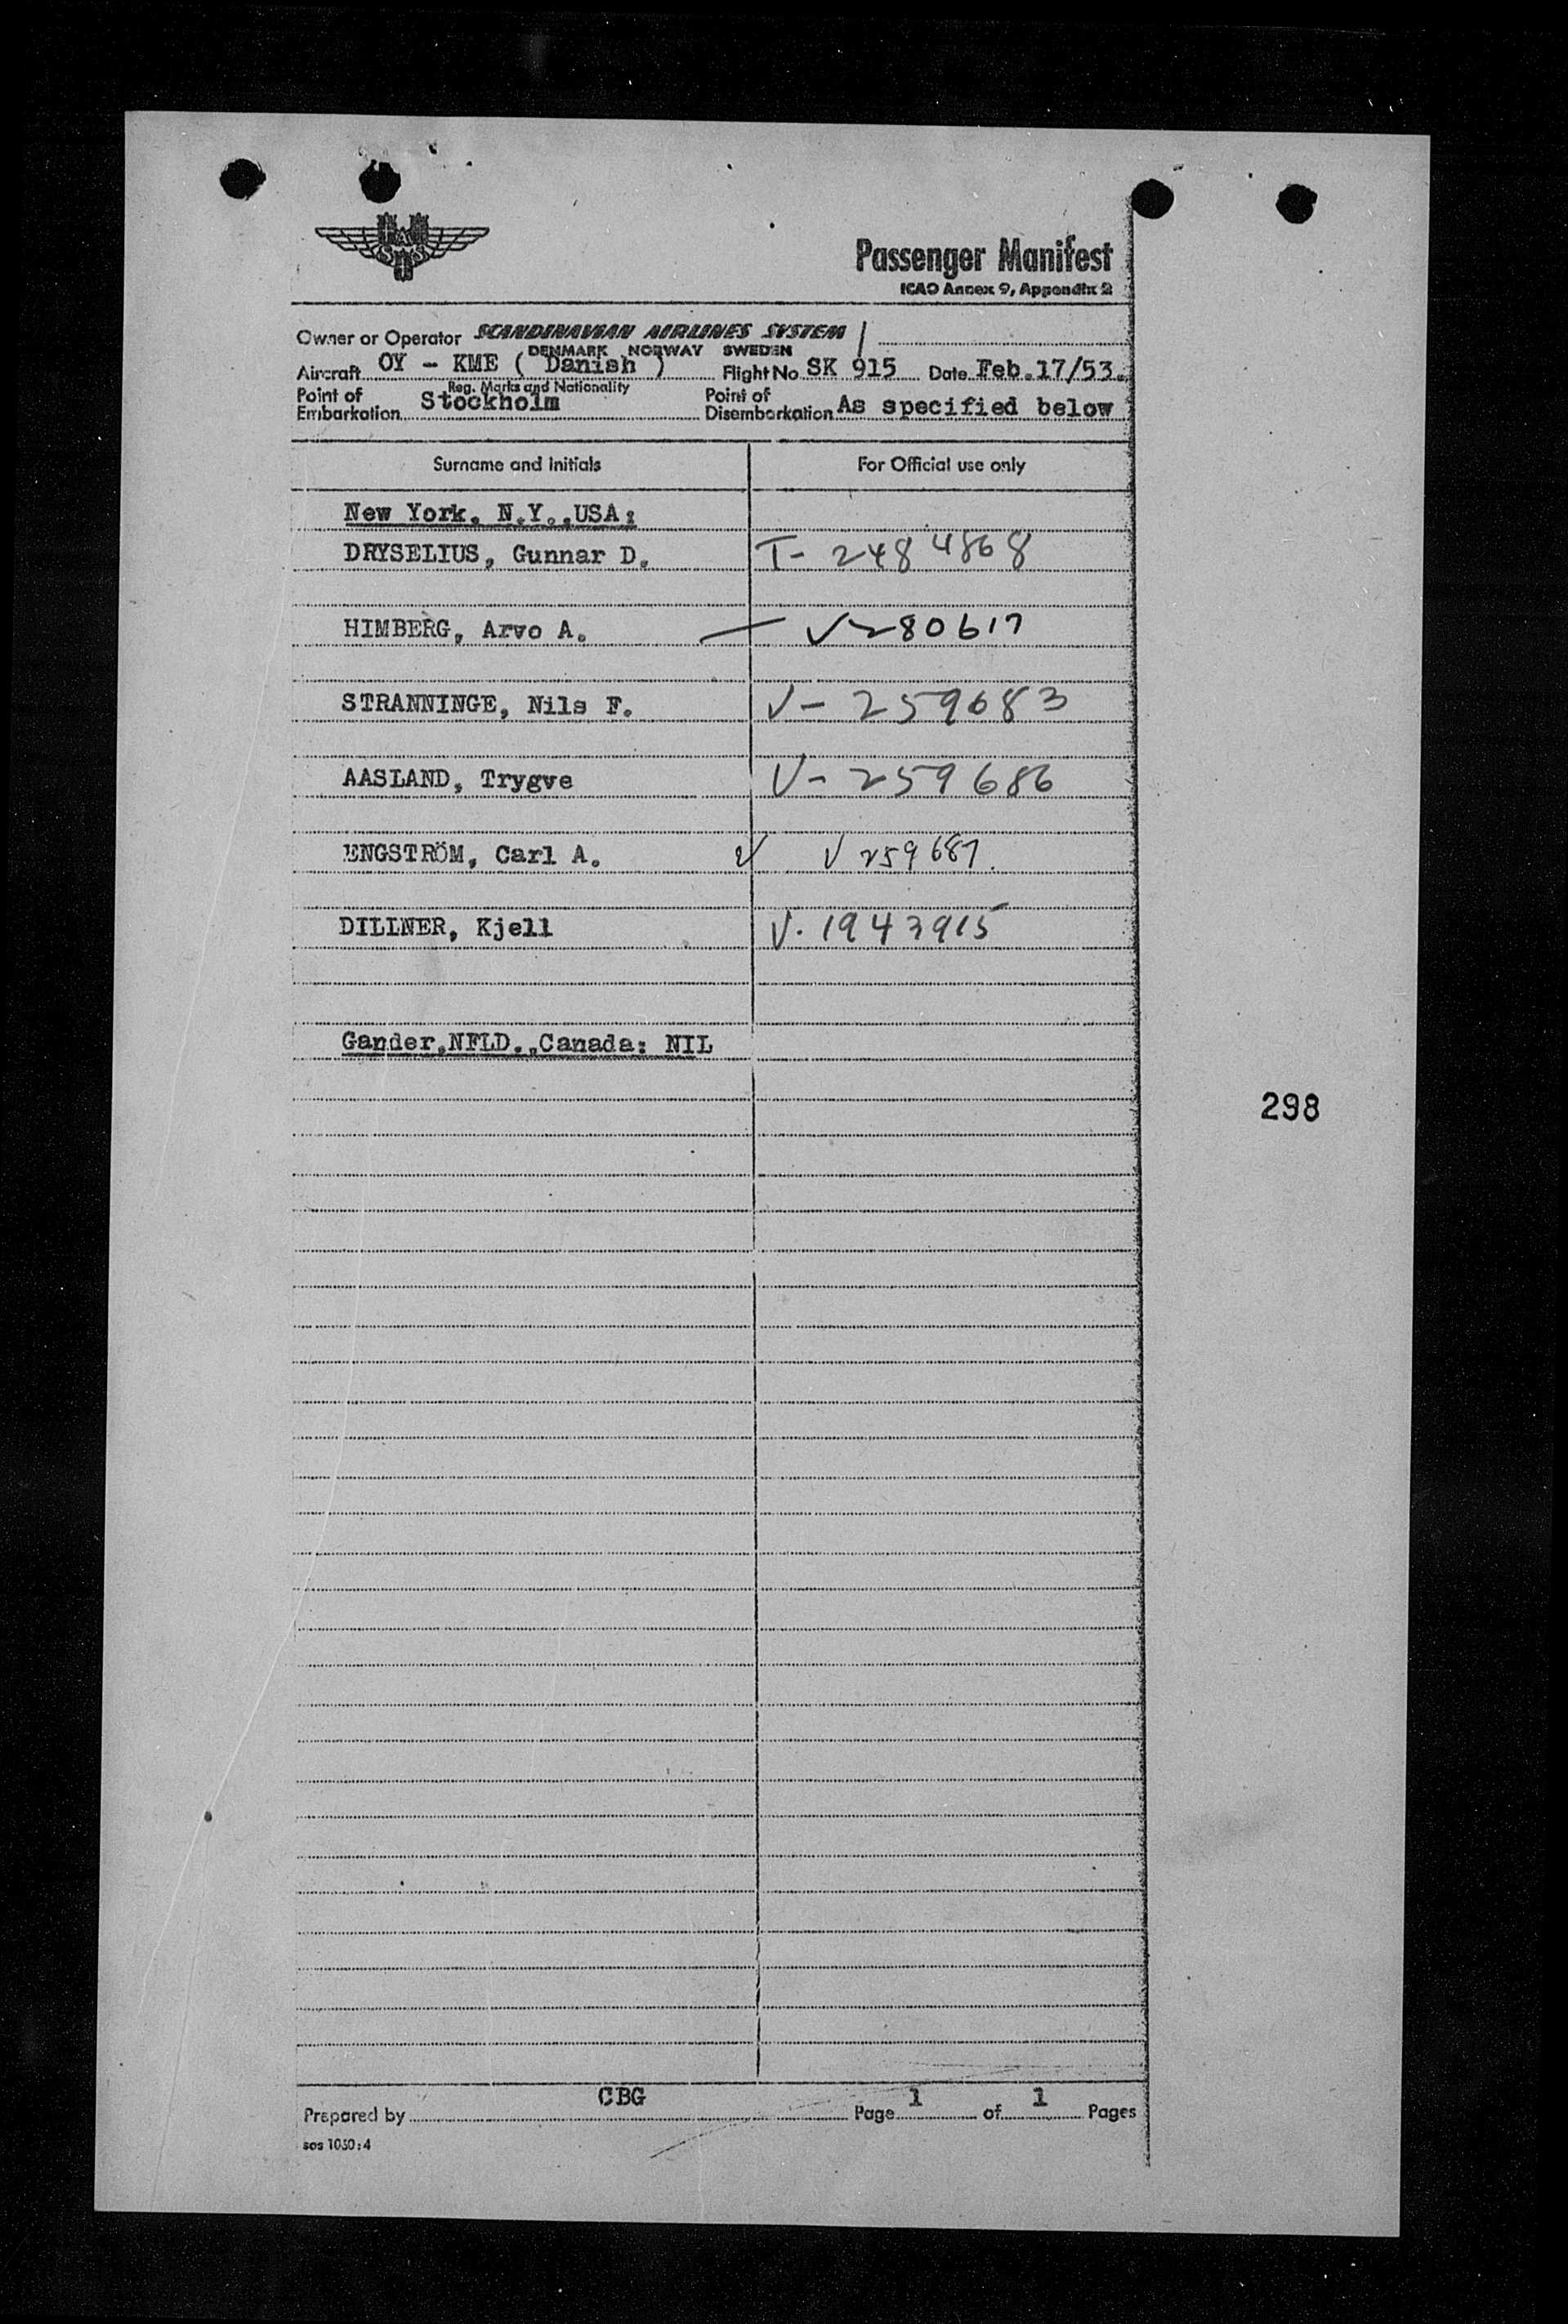 SAS
Passenger Manifest
ICAO Annex 9, Appendix 2
Owner or Operator SCANDINAVIAN AIRLINES SYSTEM
DENMARK NORWAY SWEDEN
Aircraft OY - KME ( Danish ) Flight No SK 915 Date Feb.17/53.
Reg. Marks and Nationality
Point of Embarkation Stockholm Point of Disembarkation As specified below
Surname and Initials For Official use only
New York, N.Y.,USA:
DRYSELIUS, Gunnar D. T- 2484868
HIMBERG, Arvo A. V280617
STRANNINGE, Nils F. V- 259683
AASLAND, Trygve V- 259686
ENGSTRÖM, Carl A. V 259687.
DILLNER, Kjell V. 1943915
Gander,NFLD.,Canada: NIL
298
Prepared by CBG Page 1 of 1 Pages
sas 1030:4